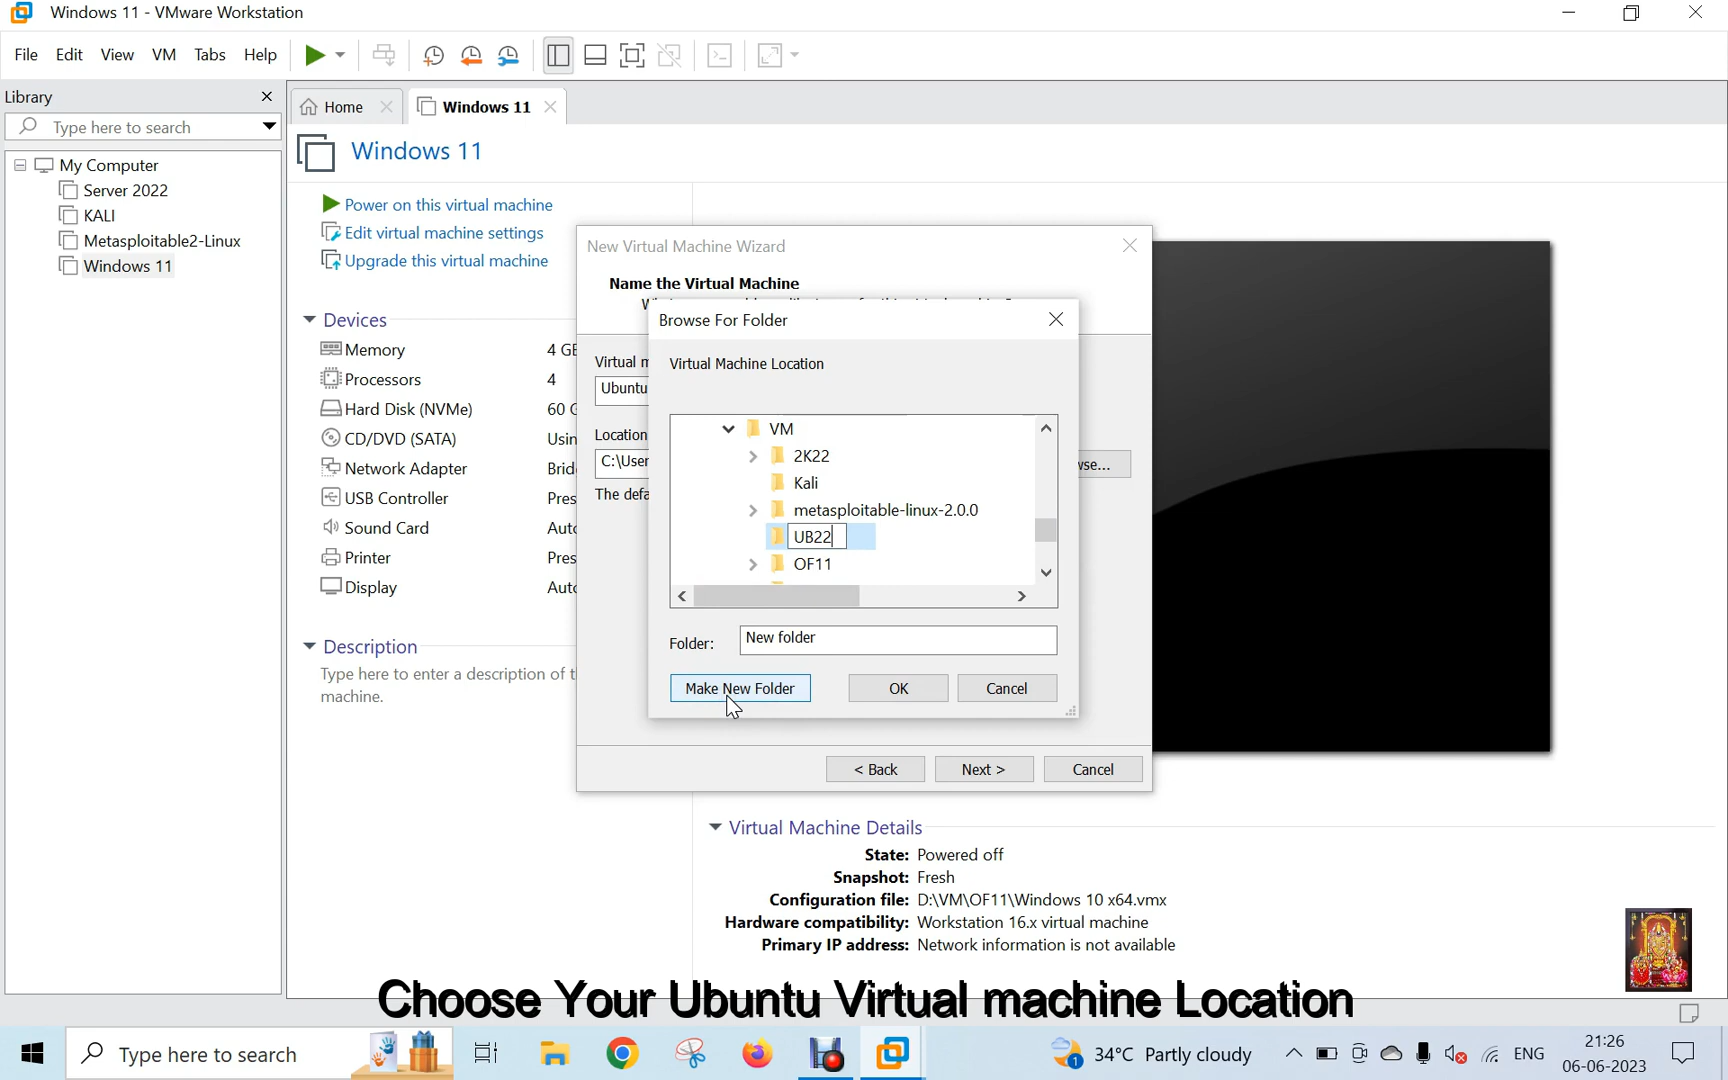 Windows 11 - VMware Workstation
File Edit View VM Tabs Help
Library
Type here to search
My Computer
Server 2022
KALI
Metasploitable2-Linux
Windows 11
Home
Windows 11
Windows 11
Power on this virtual machine
Edit virtual machine settings
Upgrade this virtual machine
Devices
Memory 4 GB
Processors 4
Hard Disk (NVMe) 60 G
CD/DVD (SATA) Usin
Network Adapter Brid
USB Controller Pres
Sound Card Auto
Printer Pres
Display Auto
Description
Type here to enter a description of t
machine.
New Virtual Machine Wizard
Name the Virtual Machine
Virtual m
Ubuntu
Location
C:\User
The defa
wse...
< Back Next > Cancel
Browse For Folder
Virtual Machine Location
VM
2K22
Kali
metasploitable-linux-2.0.0
UB22
OF11
Folder: New folder
Make New Folder OK Cancel
Virtual Machine Details
State: Powered off
Snapshot: Fresh
Configuration file: D:\VM\OF11\Windows 10 x64.vmx
Hardware compatibility: Workstation 16.x virtual machine
Primary IP address: Network information is not available
Choose Your Ubuntu Virtual machine Location
Type here to search
1
34°C Partly cloudy
ENG
21:26
06-06-2023